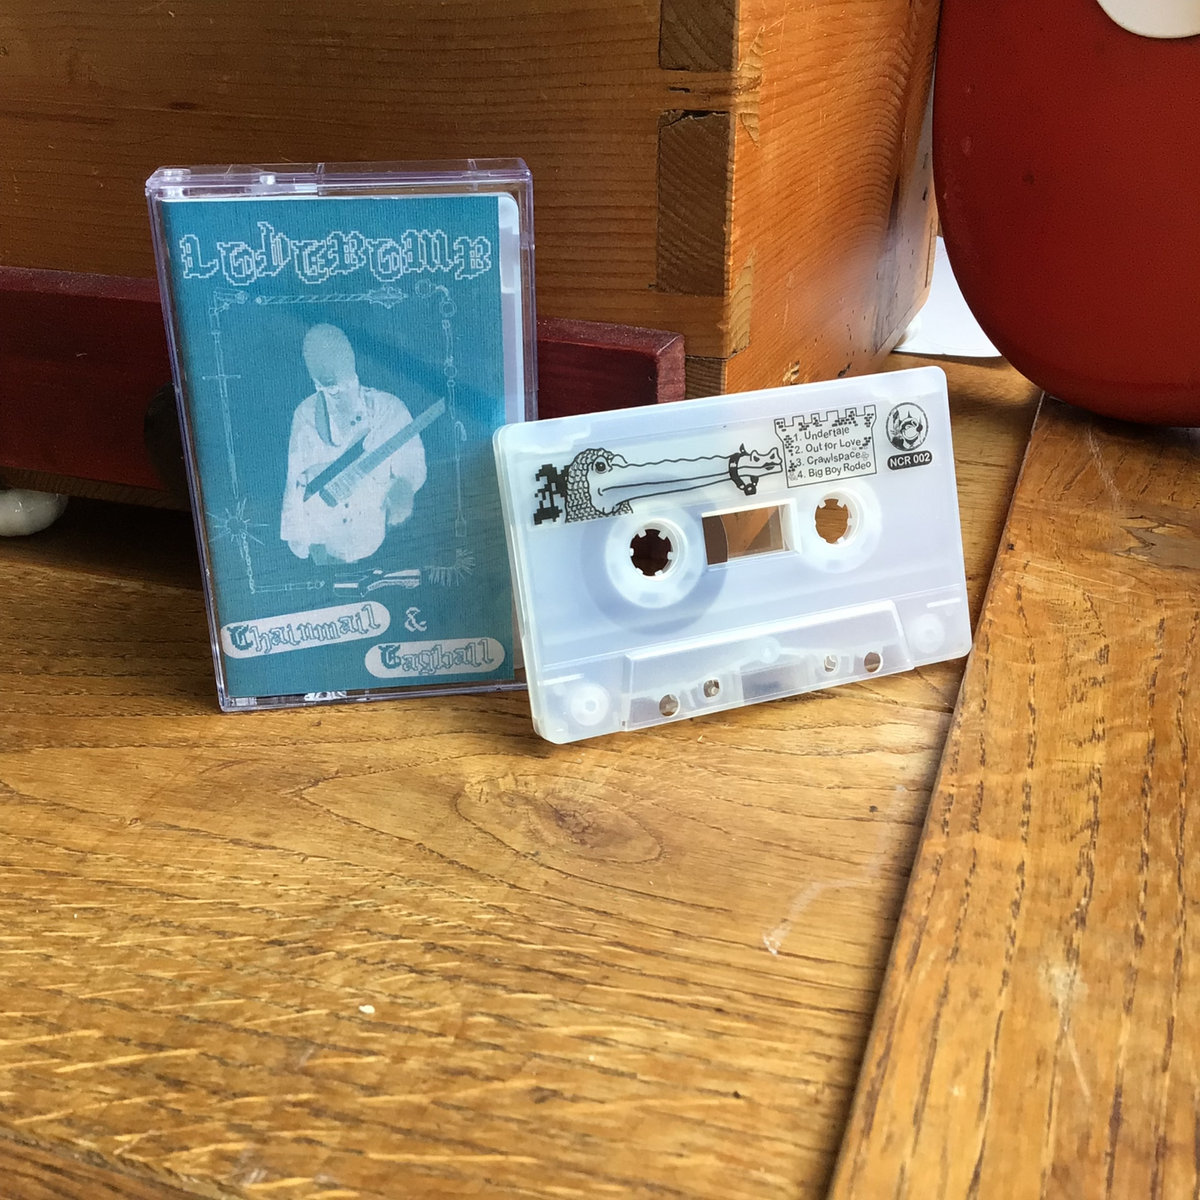 LOVEBOMB
Chainmail &
Gagball
1. Undertale
2. Out for Love
3. Crawlspace
4. Big Boy Rodeo
NCR 002